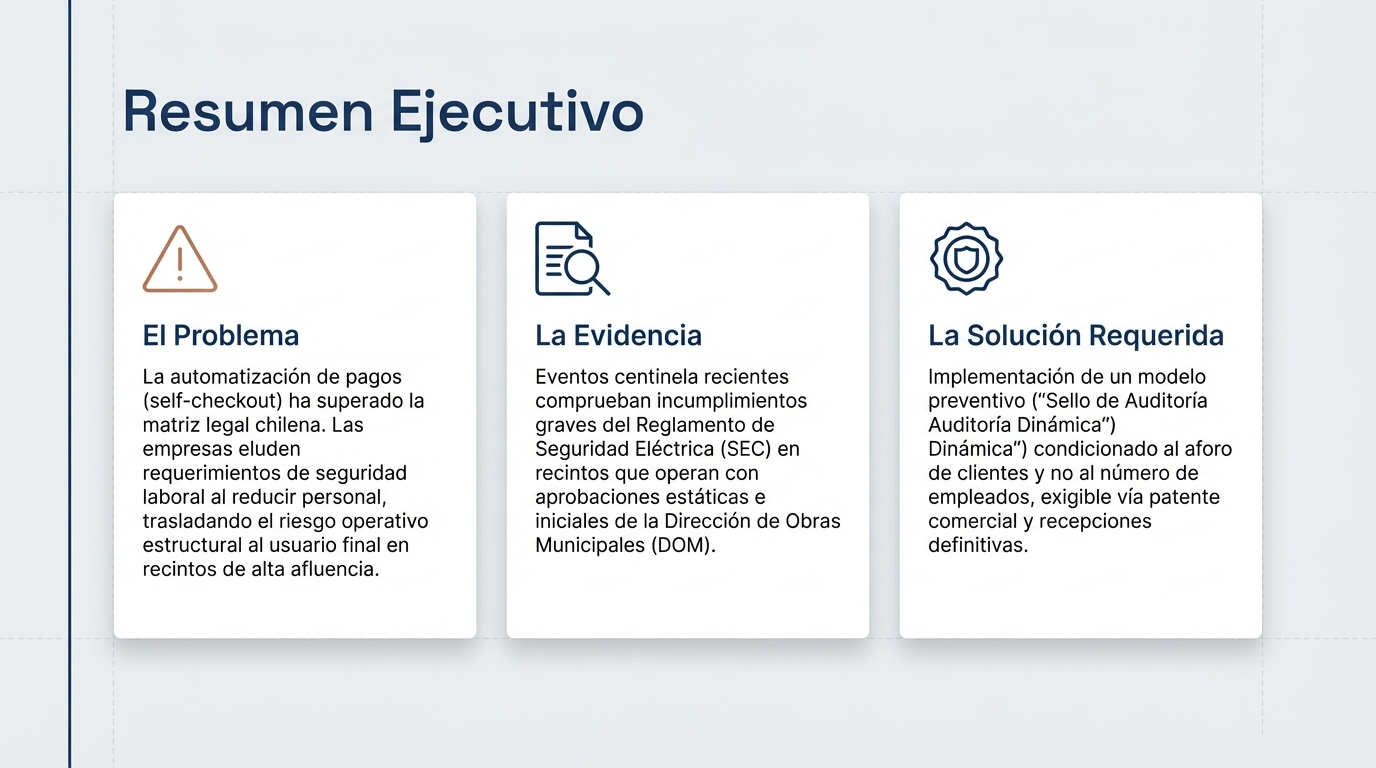 Resumen Ejecutivo
El Problema
La automatización de pagos
(self-checkout) ha superado la
matriz legal chilena. Las
empresas eluden
requerimientos de seguridad
laboral al reducir personal,
trasladando el riesgo operativo
estructural al usuario final en
recintos de alta afluencia.
La Evidencia
Eventos centinela recientes
comprueban incumplimientos
graves del Reglamento de
Seguridad Eléctrica (SEC) en
recintos que operan con
aprobaciones estáticas e
iniciales de la Dirección de Obras
Municipales (DOM).
La Solución Requerida
Implementación de un modelo
preventivo (“Sello de Auditoría
Auditoría Dinámica”)
Dinámica”) condicionado al aforo
de clientes y no al número de
empleados, exigible vía patente
comercial y recepciones
definitivas.